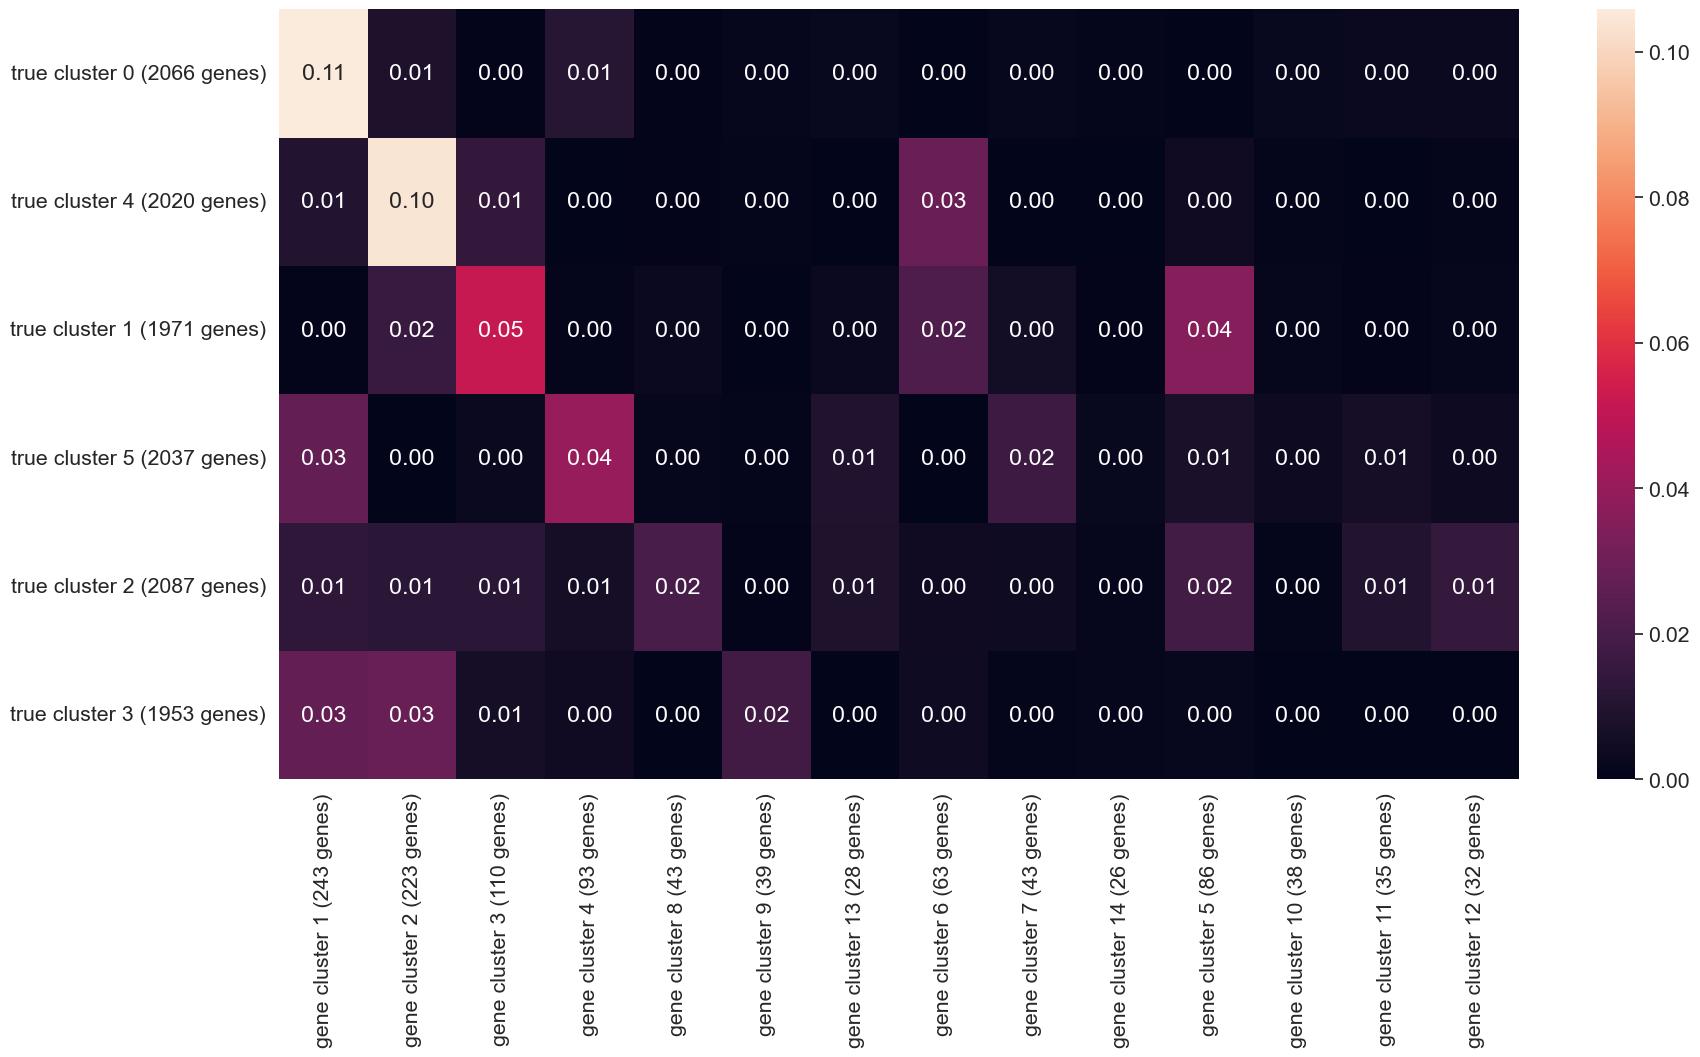 true cluster 0 (2066 genes) 0.11 0.01 0.00 0.01 0.00 0.00 0.00 0.00 0.00 0.00 0.00 0.00 0.00 0.00
true cluster 4 (2020 genes) 0.01 0.10 0.01 0.00 0.00 0.00 0.00 0.03 0.00 0.00 0.00 0.00 0.00 0.00
true cluster 1 (1971 genes) 0.00 0.02 0.05 0.00 0.00 0.00 0.00 0.02 0.00 0.00 0.04 0.00 0.00 0.00
true cluster 5 (2037 genes) 0.03 0.00 0.00 0.04 0.00 0.00 0.01 0.00 0.02 0.00 0.01 0.00 0.01 0.00
true cluster 2 (2087 genes) 0.01 0.01 0.01 0.01 0.02 0.00 0.01 0.00 0.00 0.00 0.02 0.00 0.01 0.01
true cluster 3 (1953 genes) 0.03 0.03 0.01 0.00 0.00 0.02 0.00 0.00 0.00 0.00 0.00 0.00 0.00 0.00
gene cluster 1 (243 genes)
gene cluster 2 (223 genes)
gene cluster 3 (110 genes)
gene cluster 4 (93 genes)
gene cluster 8 (43 genes)
gene cluster 9 (39 genes)
gene cluster 13 (28 genes)
gene cluster 6 (63 genes)
gene cluster 7 (43 genes)
gene cluster 14 (26 genes)
gene cluster 5 (86 genes)
gene cluster 10 (38 genes)
gene cluster 11 (35 genes)
gene cluster 12 (32 genes)
0.10
0.08
0.06
0.04
0.02
0.00